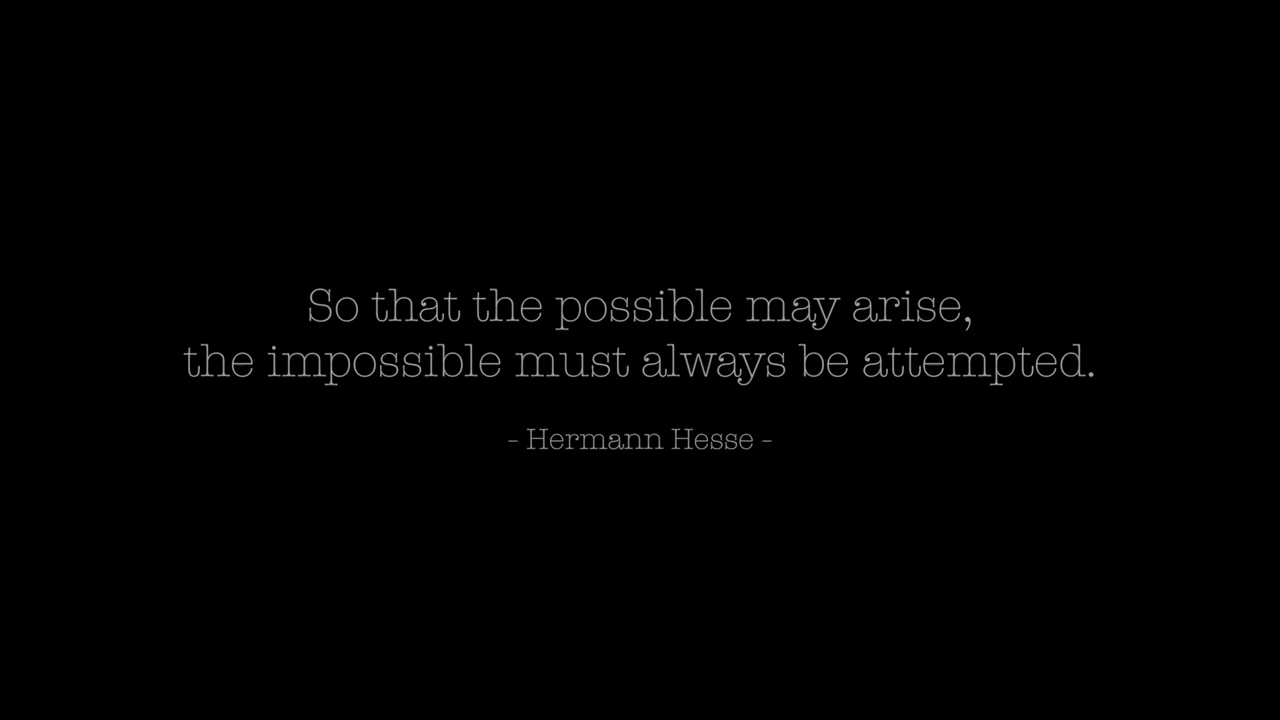 So that the possible may arise,
the impossible must always be attempted.
- Hermann Hesse -